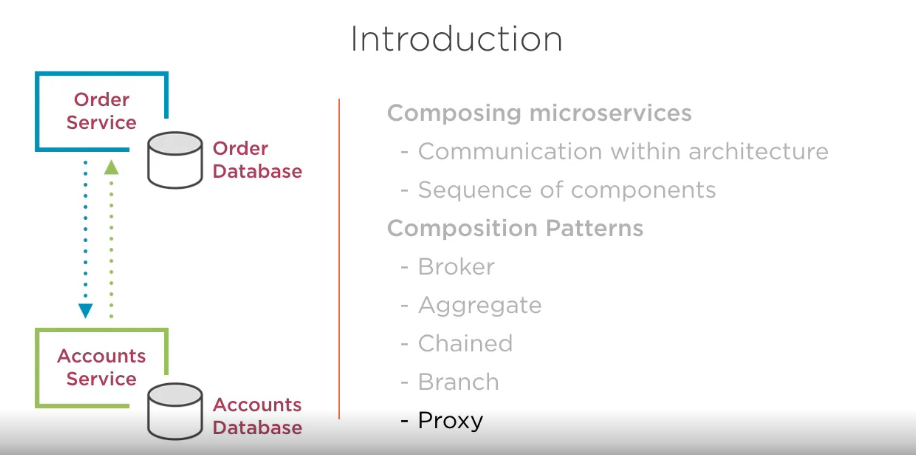 Introduction
Order
Service
Order
Database
Accounts
Service
Accounts
Database
Composing microservices
- Communication within architecture
- Sequence of components
Composition Patterns
- Broker
- Aggregate
- Chained
- Branch
- Proxy